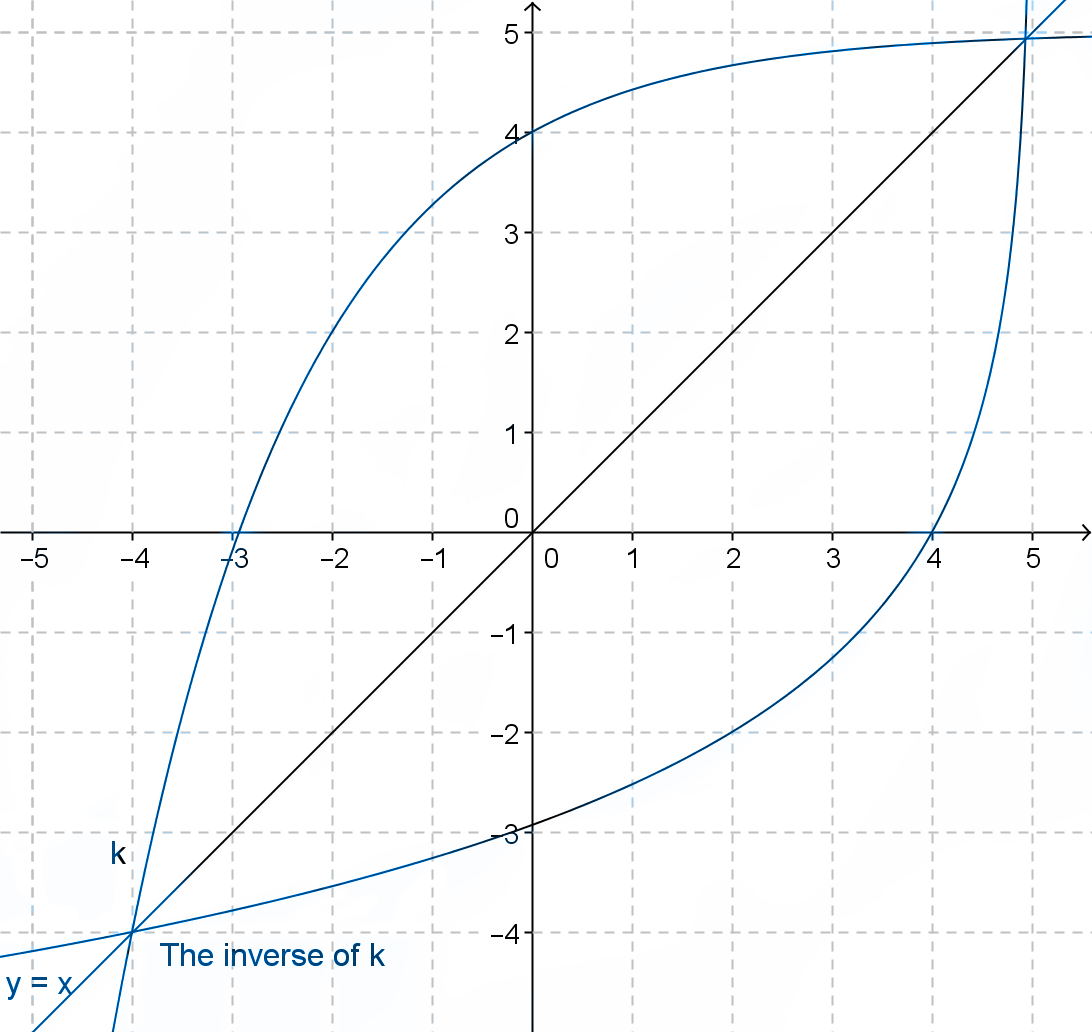 5
4
3
2
1
0
–5 –4 –3 –2 –1 0 1 2 3 4 5
–1
–2
–3
k
–4
The inverse of k
y = x